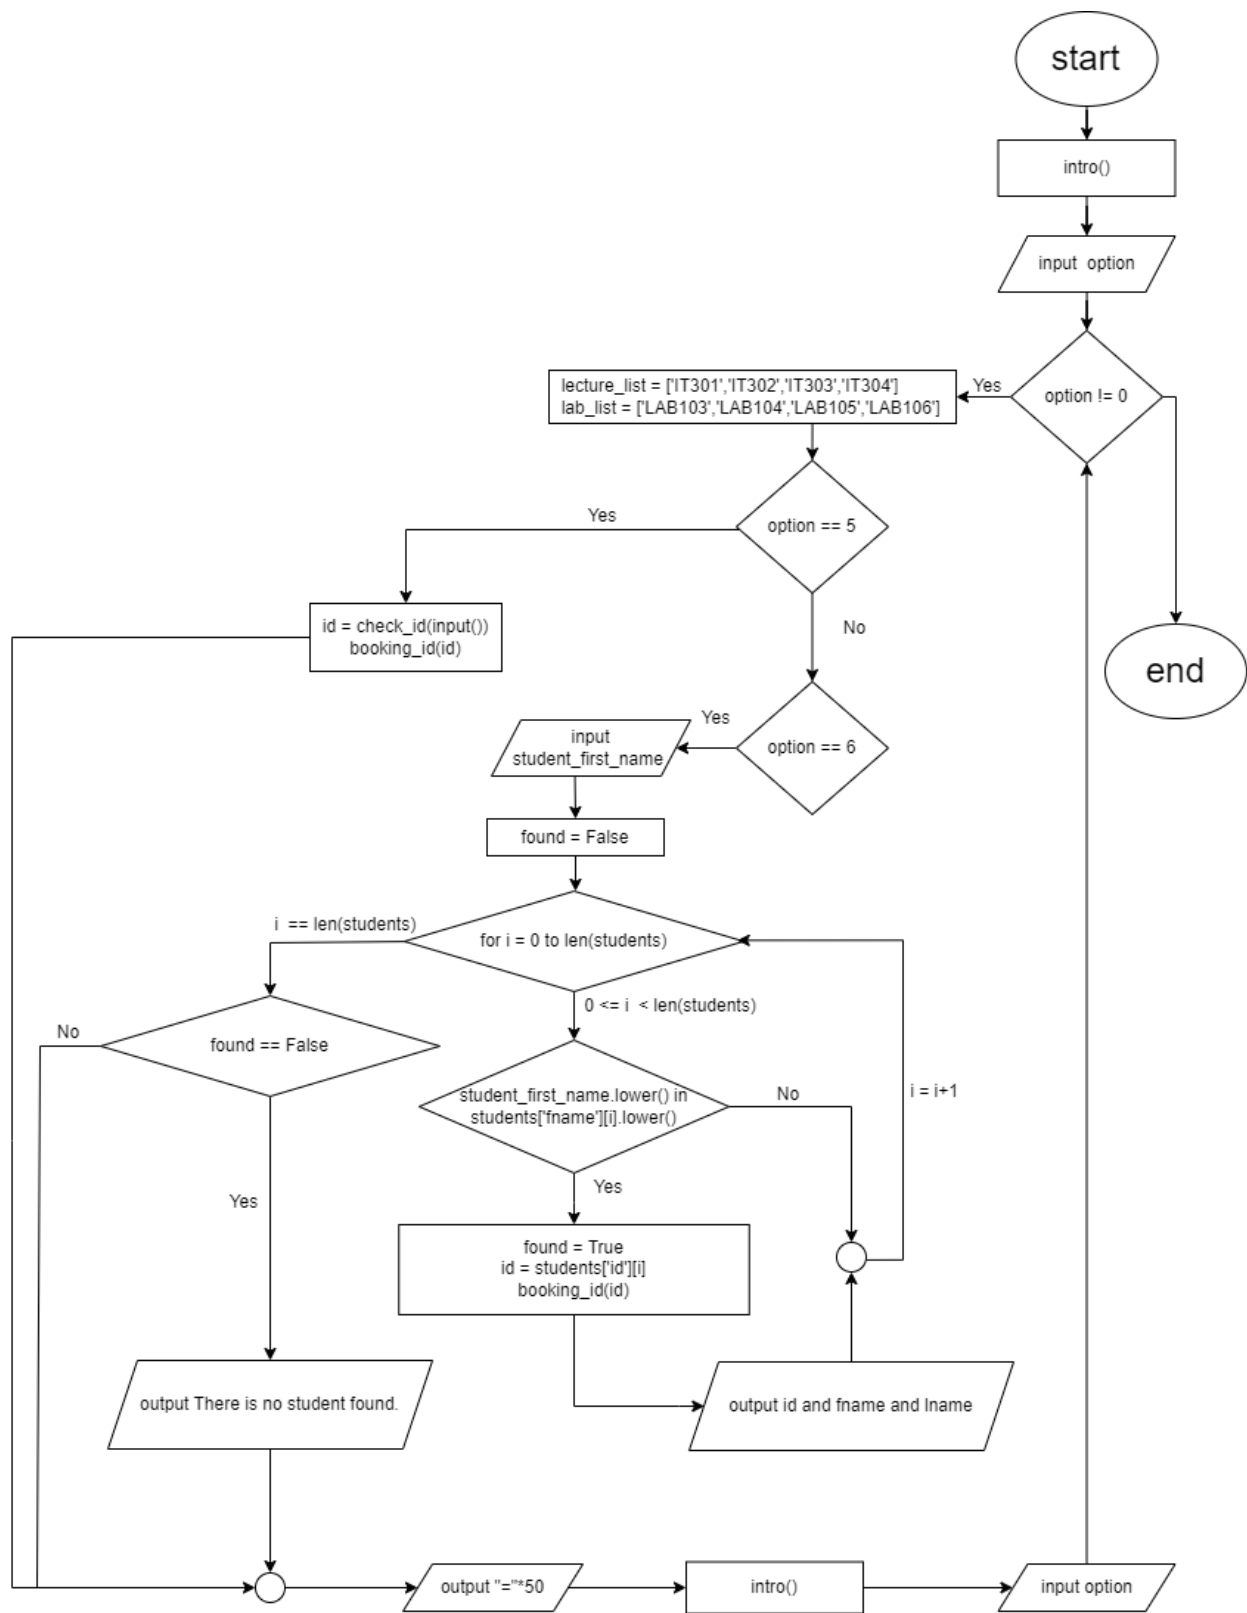 start
intro()
input  option
option != 0
Yes
lecture_list = ['IT301','IT302','IT303','IT304']
lab_list = ['LAB103','LAB104','LAB105','LAB106']
option == 5
Yes
id = check_id(input())
booking_id(id)
No
end
option == 6
Yes
input
student_first_name
found = False
for i = 0 to len(students)
i  == len(students)
0 <= i  < len(students)
found == False
No
student_first_name.lower() in
students['fname'][i].lower()
No
i = i+1
Yes
Yes
found = True
id = students['id'][i]
booking_id(id)
output There is no student found.
output id and fname and lname
output "="*50
intro()
input option